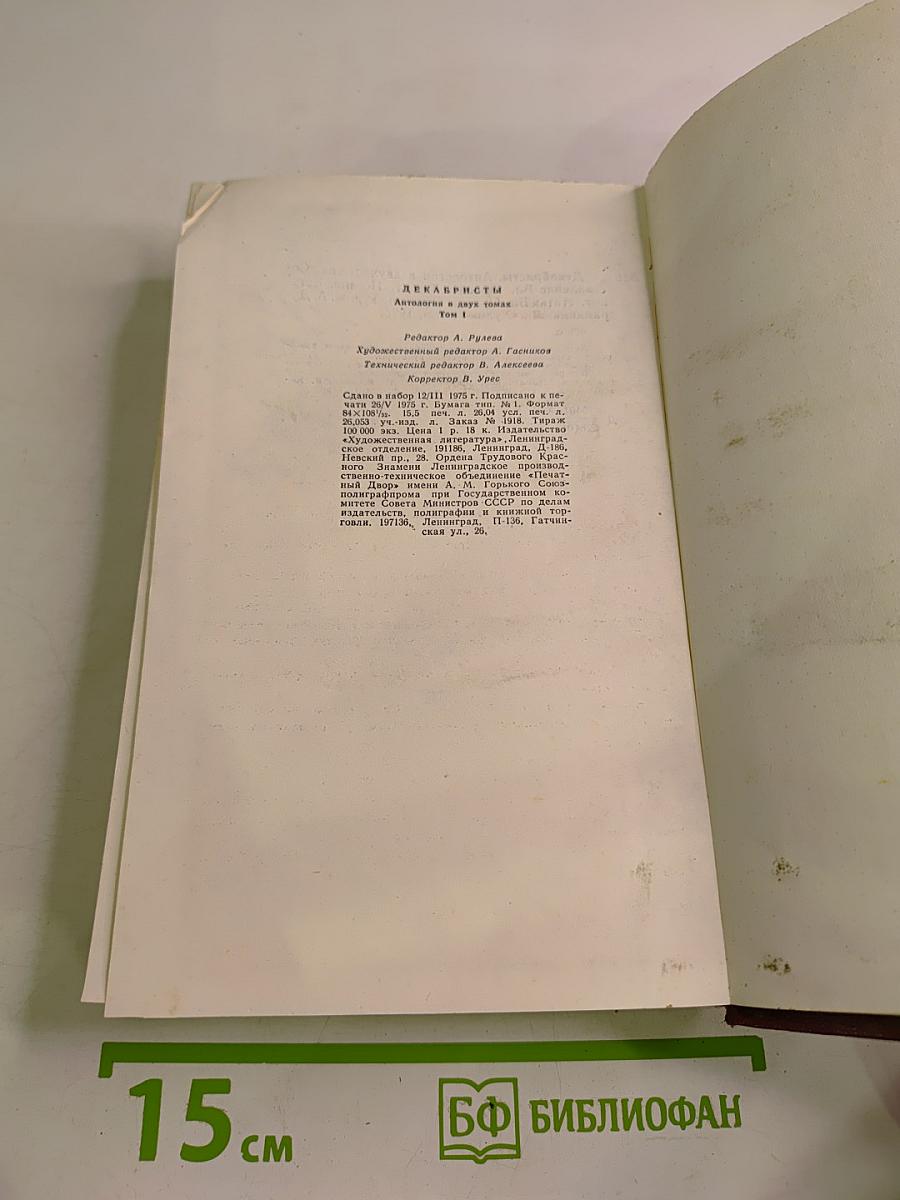 ДЕКАБРИСТЫ
Антология в двух томах
Том I
Редактор А. Рулева
Художественный редактор А. Гасников
Технический редактор В. Алексеева
Корректор В. Урес
Сдано в набор 12/III 1975 г. Подписано к пе-
чати 26/V 1975 г. Бумага тип. № 1. Формат
84×108¹/₃₂. 15,5 печ. л. 26,04 усл. печ. л.
26,053 уч.-изд. л. Заказ № 1918. Тираж
100 000 экз. Цена 1 р. 18 к. Издательство
«Художественная литература», Ленинград-
ское отделение, 191186, Ленинград, Д-186,
Невский пр., 28. Ордена Трудового Крас-
ного Знамени Ленинградское производ-
ственно-техническое объединение «Печат-
ный Двор» имени А. М. Горького Союз-
полиграфпрома при Государственном ко-
митете Совета Министров СССР по делам
издательств, полиграфии и книжной тор-
говли. 197136, Ленинград, П-136, Гатчин-
ская ул., 26.
15 см
БФ БИБЛИОФАН